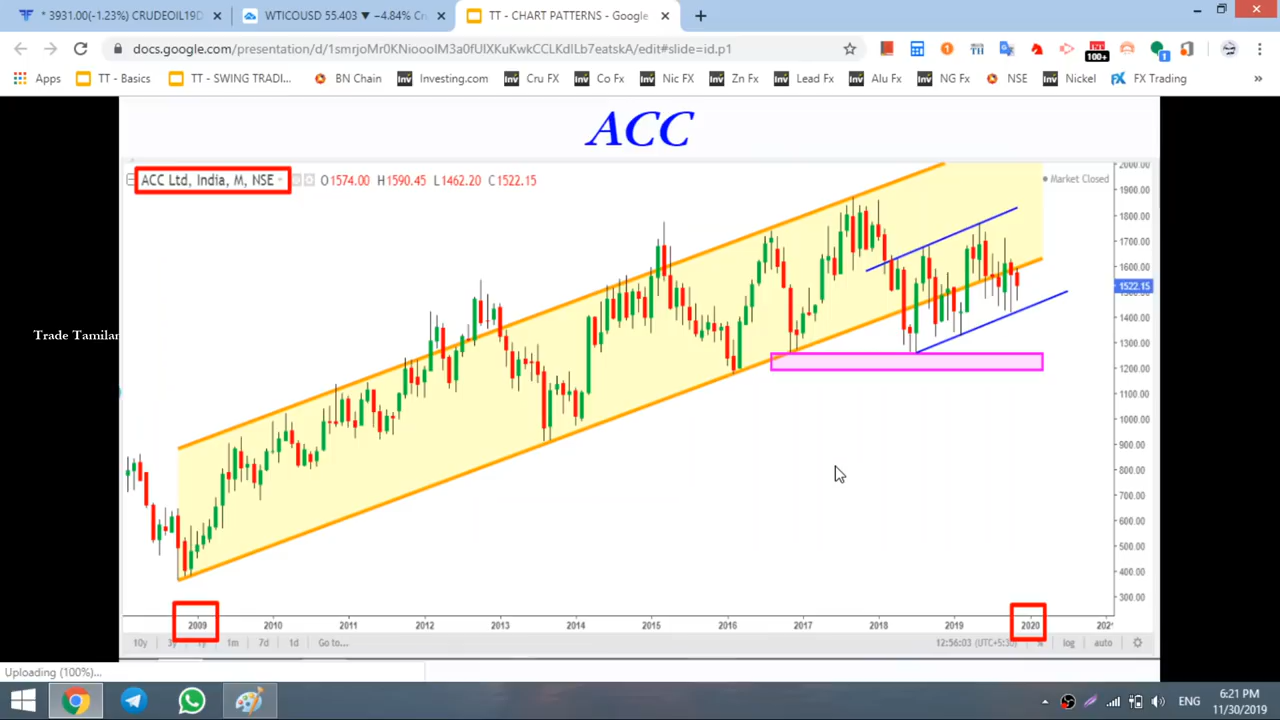 * 3931.00(-1.23%) CRUDEOIL19D
WTICOUSD 55.403 ▼ −4.84% C
TT - CHART PATTERNS - Google
docs.google.com/presentation/d/1smrjoMr0KNioooIM3a0fUIXKuKwkCCLKdILb7eatskA/edit#slide=id.p1
100+
1
Apps
TT - Basics
TT - SWING TRADI...
BN Chain
Investing.com
Cru FX
Co Fx
Nic FX
Zn Fx
Lead FX
Alu Fx
NG Fx
NSE
Nickel
FX Trading
»
ACC
ACC Ltd, India, M, NSE
O1574.00 H1590.45 L1462.20 C1522.15
Market Closed
2000.00
1900.00
1800.00
1700.00
1600.00
1522.15
1400.00
1300.00
1200.00
1100.00
1000.00
900.00
800.00
700.00
600.00
500.00
400.00
300.00
Trade Tamilan
2009 2010 2011 2012 2013 2014 2015 2016 2017 2018 2019 2020
10y 3y 1y 1m 7d 1d Go to...
12:56:03 (UTC+5:30) % log auto
Uploading (100%)...
ENG
6:21 PM
11/30/2019